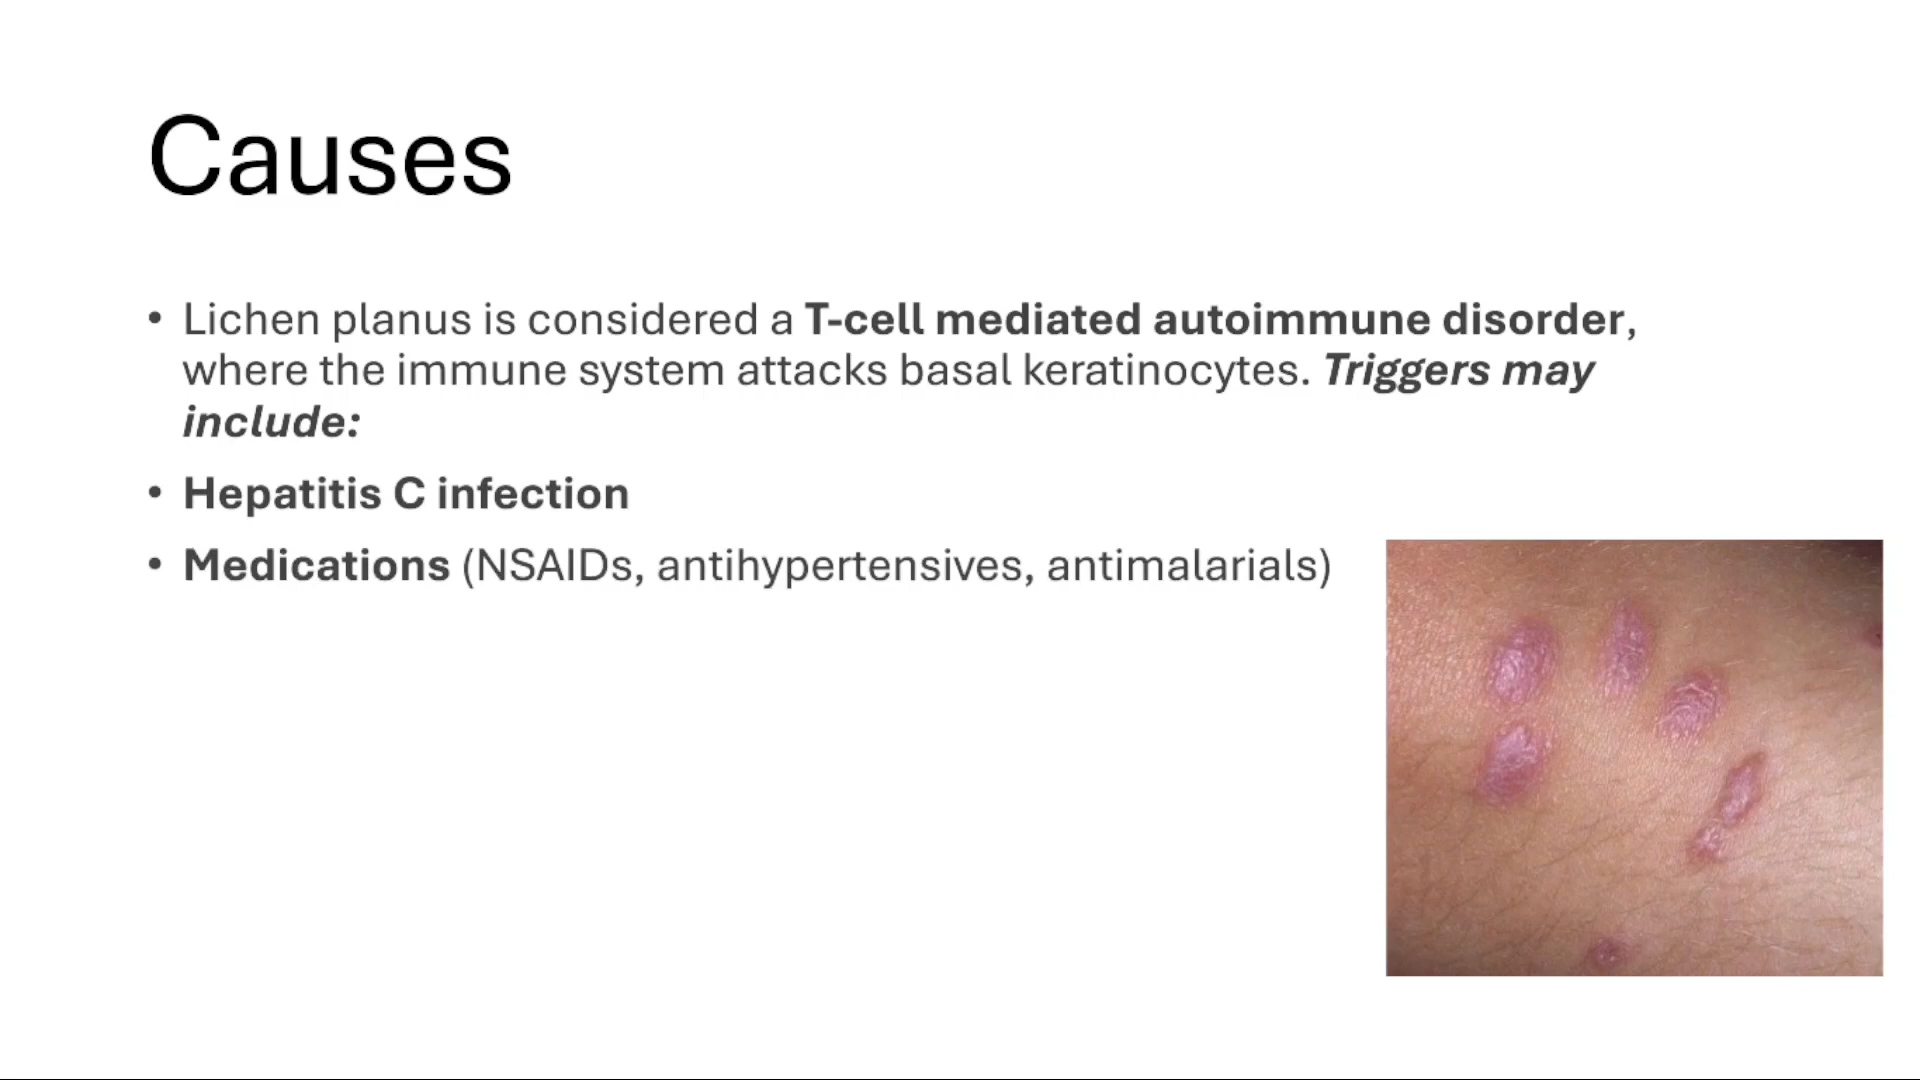 Causes
• Lichen planus is considered a T-cell mediated autoimmune disorder,
where the immune system attacks basal keratinocytes. Triggers may
include:
• Hepatitis C infection
• Medications (NSAIDs, antihypertensives, antimalarials)